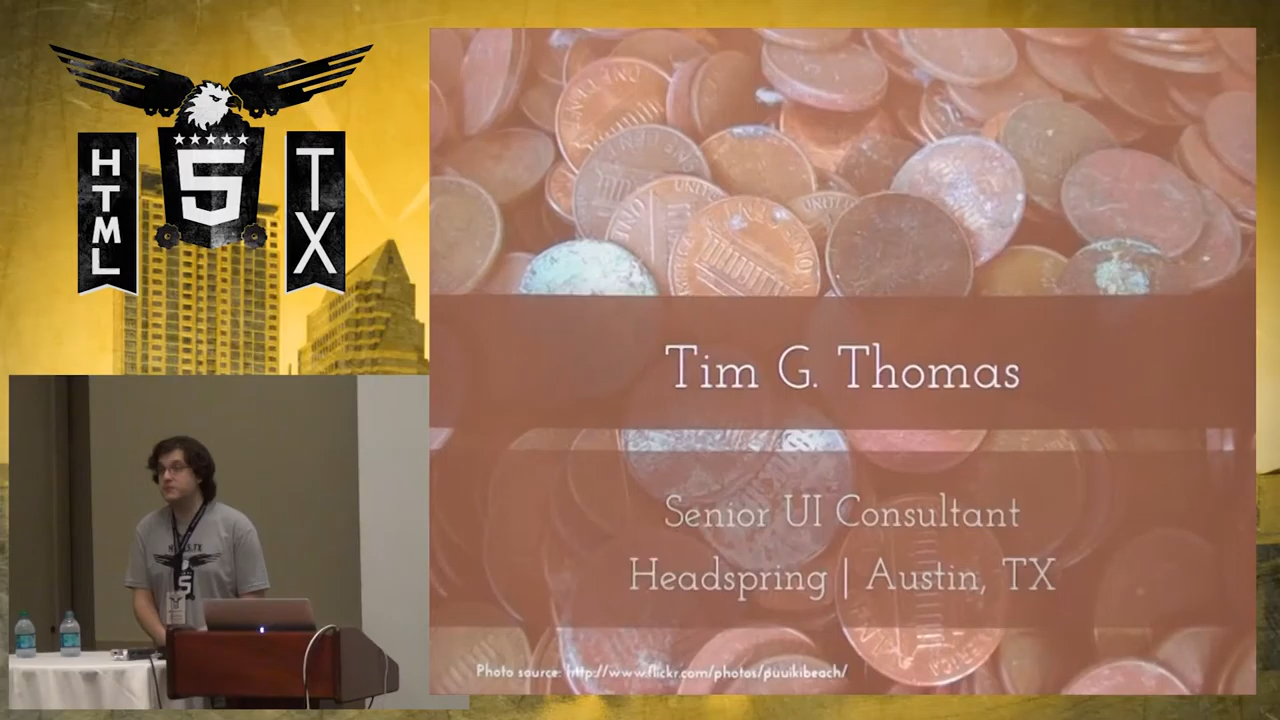 HTML
5
TX
Tim G. Thomas
Senior UI Consultant
Headspring | Austin, TX
Photo source: http://www.flickr.com/photos/puuikibeach/